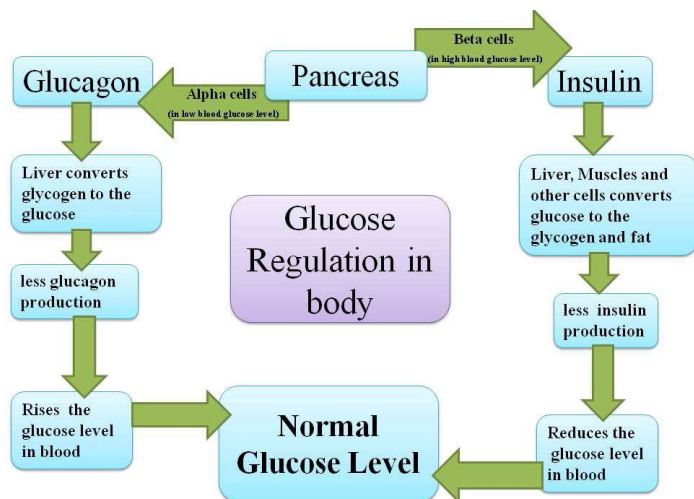 Beta cells
(in high blood glucose level)
Pancreas
Glucagon
Insulin
Alpha cells
(in low blood glucose level)
Liver converts
glycogen to the
glucose
Liver, Muscles and
other cells converts
glucose to the
glycogen and fat
Glucose
Regulation in
body
less glucagon
production
less insulin
production
Rises the
glucose level
in blood
Normal
Glucose Level
Reduces the
glucose level
in blood